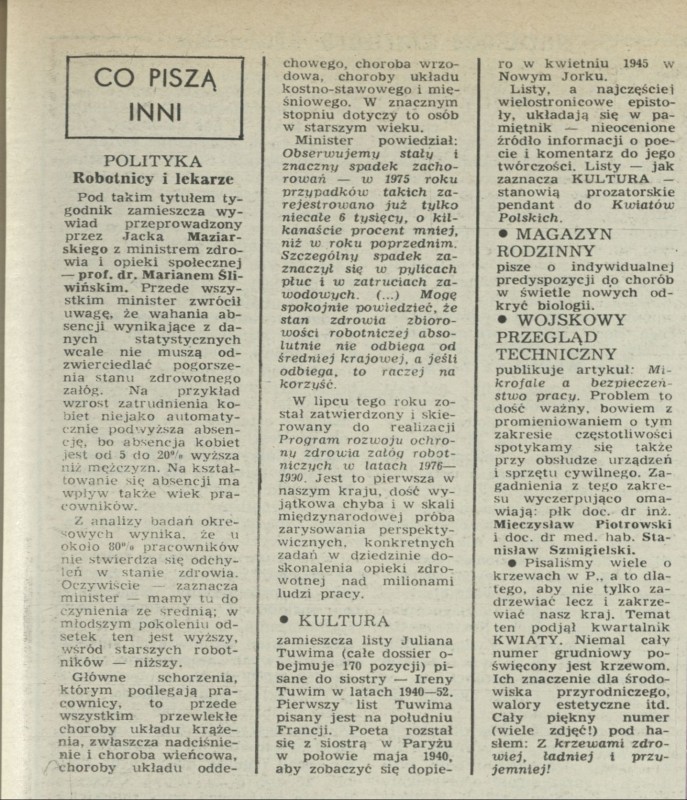 CO PISZĄ
INNI
POLITYKA
Robotnicy i lekarze
Pod takim tytułem ty-
godnik zamieszcza wy-
wiad przeprowadzony
przez Jacka Maziar-
skiego z ministrem zdro-
wia i opieki społecznej
— prof. dr. Marianem Śli-
wińskim. Przede wszy-
stkim minister zwrócił
uwagę, że wahania ab-
sencji wynikające z da-
nych statystycznych
wcale nie muszą od-
zwierciedlać pogorsze-
nia stanu zdrowotnego
załóg. Na przykład
wzrost zatrudnienia ko-
biet niejako automaty-
cznie podwyższa absen-
cję, bo absencja kobiet
jest od 5 do 20% wyższa
niż mężczyzn. Na kształ-
towanie się absencji ma
wpływ także wiek pra-
cowników.
Z analizy badań okre-
sowych wynika, że u
około 80% pracowników
nie stwierdza się odchy-
leń w stanie zdrowia.
Oczywiście — zaznacza
minister — mamy tu do
czynienia ze średnią; w
młodszym pokoleniu od-
setek ten jest wyższy,
wśród starszych robot-
ników — niższy.
Główne schorzenia,
którym podlegają pra-
cownicy, to przede
wszystkim przewlekłe
choroby układu krąże-
nia, zwłaszcza nadciśnie-
nie i choroba wieńcowa,
choroby układu odde-
chowego, choroba wrzo-
dowa, choroby układu
kostno-stawowego i mię-
śniowego. W znacznym
stopniu dotyczy to osób
w starszym wieku.
Minister powiedział:
Obserwujemy stały i
znaczny spadek zacho-
rowań — w 1975 roku
przypadków takich za-
rejestrowano już tylko
niecałe 6 tysięcy, o kil-
kanaście procent mniej,
niż w roku poprzednim.
Szczególny spadek za-
znaczył się w pylicach
płuc i w zatruciach za-
wodowych. (...) Mogę
spokojnie powiedzieć, że
stan zdrowia zbioro-
wości robotniczej abso-
lutnie nie odbiega od
średniej krajowej, a jeśli
odbiega, to raczej na
korzyść.
W lipcu tego roku zo-
stał zatwierdzony i skie-
rowany do realizacji
Program rozwoju ochro-
ny zdrowia załóg robot-
niczych w latach 1976—
1990. Jest to pierwsza w
naszym kraju, dość wy-
jątkowa chyba i w skali
międzynarodowej próba
zarysowania perspekty-
wicznych, konkretnych
zadań w dziedzinie do-
skonalenia opieki zdro-
wotnej nad milionami
ludzi pracy.
● KULTURA
zamieszcza listy Juliana
Tuwima (całe dossier o-
bejmuje 170 pozycji) pi-
sane do siostry — Ireny
Tuwim w latach 1940—52.
Pierwszy list Tuwima
pisany jest na południu
Francji. Poeta rozstał
się z siostrą w Paryżu
w połowie maja 1940,
aby zobaczyć się dopie-
ro w kwietniu 1945 w
Nowym Jorku.
Listy, a najczęściej
wielostronicowe episto-
ły, układają się w pa-
miętnik — nieocenione
źródło informacji o poe-
cie i komentarz do jego
twórczości. Listy — jak
zaznacza KULTURA —
stanowią prozatorskie
pendant do Kwiatów
Polskich.
● MAGAZYN
RODZINNY
pisze o indywidualnej
predyspozycji do chorób
w świetle nowych od-
kryć biologii.
● WOJSKOWY
PRZEGLĄD
TECHNICZNY
publikuje artykuł: Mi-
krofale a bezpieczeń-
stwo pracy. Problem to
dość ważny, bowiem z
promieniowaniem o tym
zakresie częstotliwości
spotykamy się także
przy obsłudze urządzeń
i sprzętu cywilnego. Za-
gadnienia z tego zakre-
su wyczerpująco oma-
wiają: płk doc. dr inż.
Mieczysław Piotrowski
i doc. dr med. hab. Sta-
nisław Szmigielski.
● Pisaliśmy wiele o
krzewach w P., a to dla-
tego, aby nie tylko za-
drzewiać lecz i zakrze-
wiać nasz kraj. Temat
ten podjął kwartalnik
KWIATY. Niemal cały
numer grudniowy po-
święcony jest krzewom.
Ich znaczenie dla środo-
wiska przyrodniczego,
walory estetyczne itd.
Cały piękny numer
(wiele zdjęć!) pod ha-
słem: Z krzewami zdro-
wiej, ładniej i przy-
jemniej!